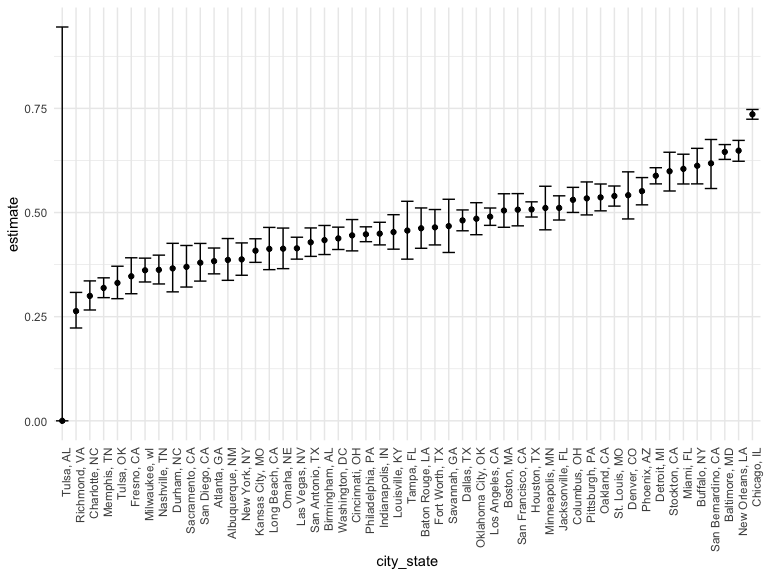 0.75
0.50
0.25
0.00
estimate
Tulsa, AL
Richmond, VA
Charlotte, NC
Memphis, TN
Tulsa, OK
Fresno, CA
Milwaukee, wI
Nashville, TN
Durham, NC
Sacramento, CA
San Diego, CA
Atlanta, GA
Albuquerque, NM
New York, NY
Kansas City, MO
Long Beach, CA
Omaha, NE
Las Vegas, NV
San Antonio, TX
Birmingham, AL
Washington, DC
Cincinnati, OH
Philadelphia, PA
Indianapolis, IN
Louisville, KY
Tampa, FL
Baton Rouge, LA
Fort Worth, TX
Savannah, GA
Dallas, TX
Oklahoma City, OK
Los Angeles, CA
Boston, MA
San Francisco, CA
Houston, TX
Minneapolis, MN
Jacksonville, FL
Columbus, OH
Pittsburgh, PA
Oakland, CA
St. Louis, MO
Denver, CO
Phoenix, AZ
Detroit, MI
Stockton, CA
Miami, FL
Buffalo, NY
San Bernardino, CA
Baltimore, MD
New Orleans, LA
Chicago, IL
city_state